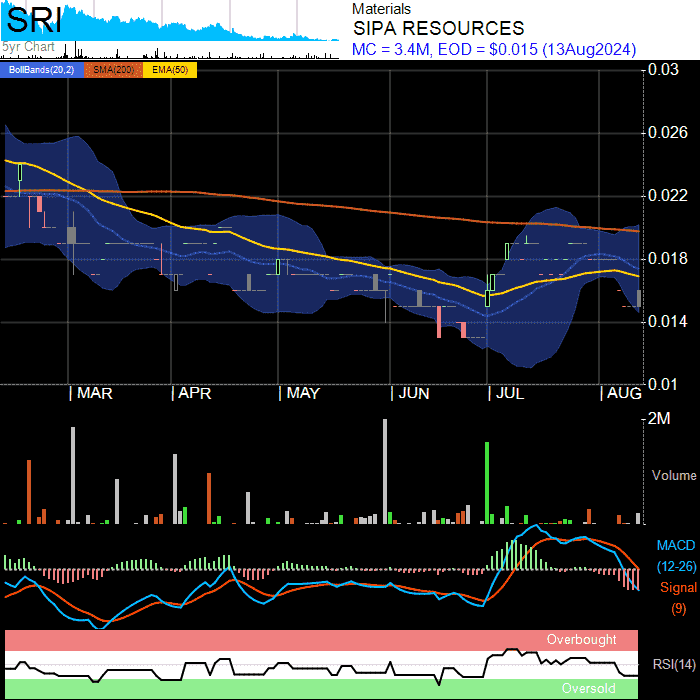 SRI
5yr Chart
Materials
SIPA RESOURCES
MC = 3.4M, EOD = $0.015 (13Aug2024)
BollBands(20,2) SMA(200) EMA(50)
0.03
0.026
0.022
0.018
0.014
0.01
MAR APR MAY JUN JUL AUG
2M
Volume
MACD
(12-26)
Signal
(9)
Overbought
RSI(14)
Oversold